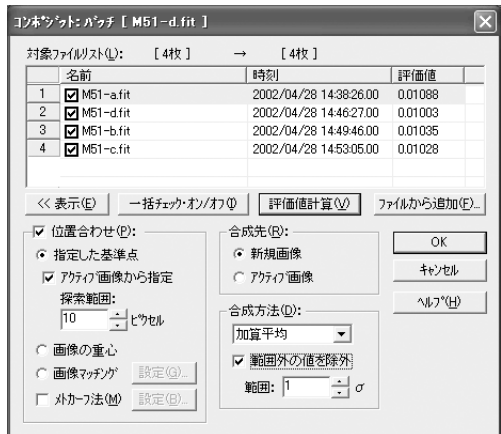 コンポジット: バッチ [ M51-d.fit ]
対象ファイルリスト(L): [4枚] → [4枚]
名前 時刻 評価値
1 M51-a.fit 2002/04/28 14:38:26.00 0.01088
2 M51-d.fit 2002/04/28 14:46:27.00 0.01003
3 M51-b.fit 2002/04/28 14:49:46.00 0.01035
4 M51-c.fit 2002/04/28 14:53:05.00 0.01028
<< 表示(E) 一括チェック・オン/オフ(I) 評価値計算(V) ファイルから追加(F)...
位置合わせ(P):
指定した基準点
アクティブ画像から指定
探索範囲:
10 ピクセル
画像の重心
画像マッチング 設定(G)...
メトカーフ法(M) 設定(B)...
合成先(R):
新規画像
アクティブ画像
合成方法(D):
加算平均
範囲外の値を除外
範囲: 1 σ
OK
キャンセル
ヘルプ(H)